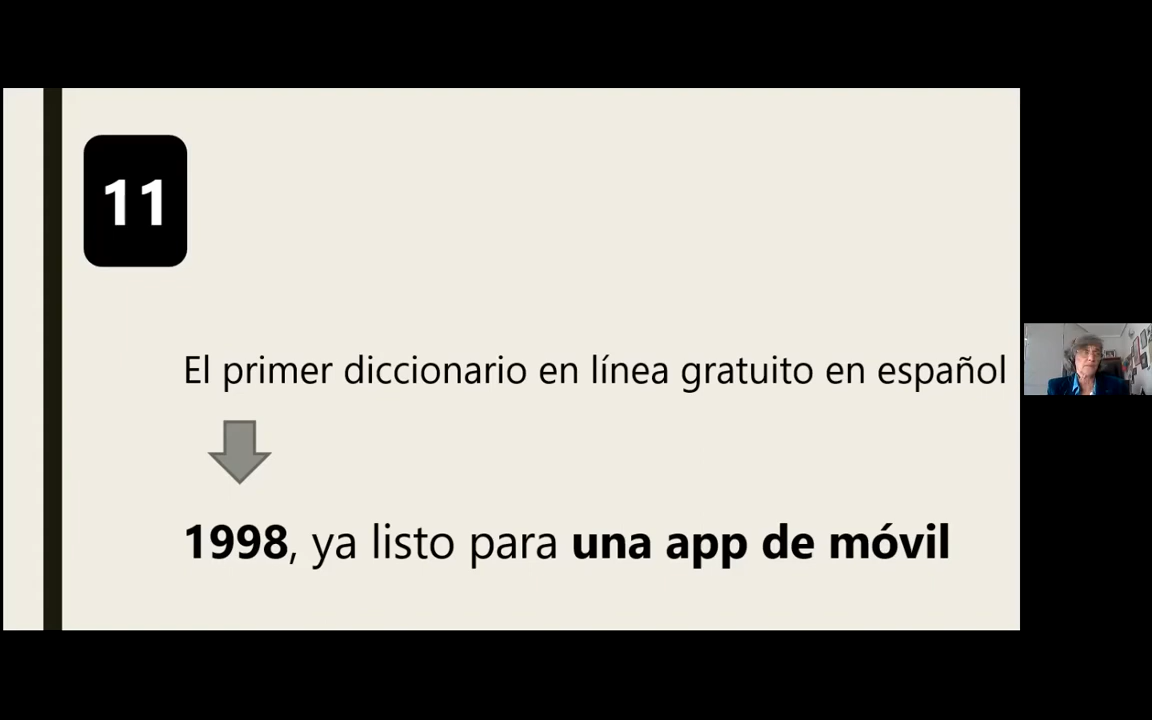 11
El primer diccionario en línea gratuito en español
1998, ya listo para una app de móvil